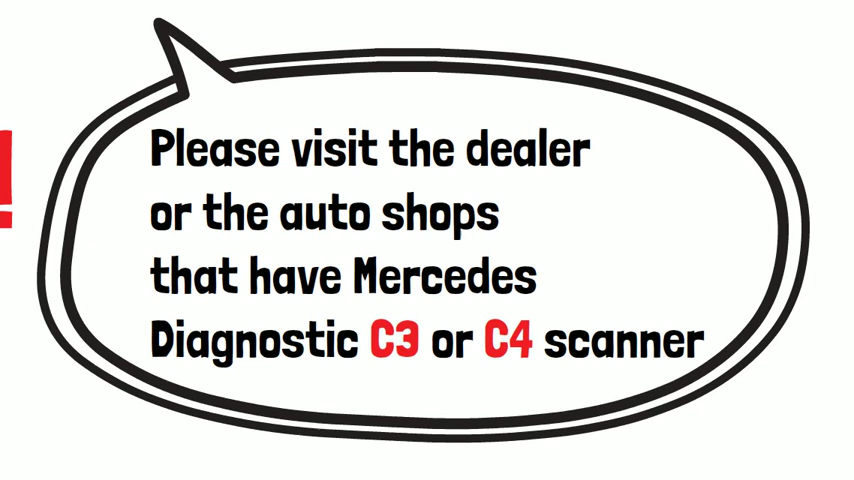 Please visit the dealer
or the auto shops
that have Mercedes
Diagnostic C3 or C4 scanner